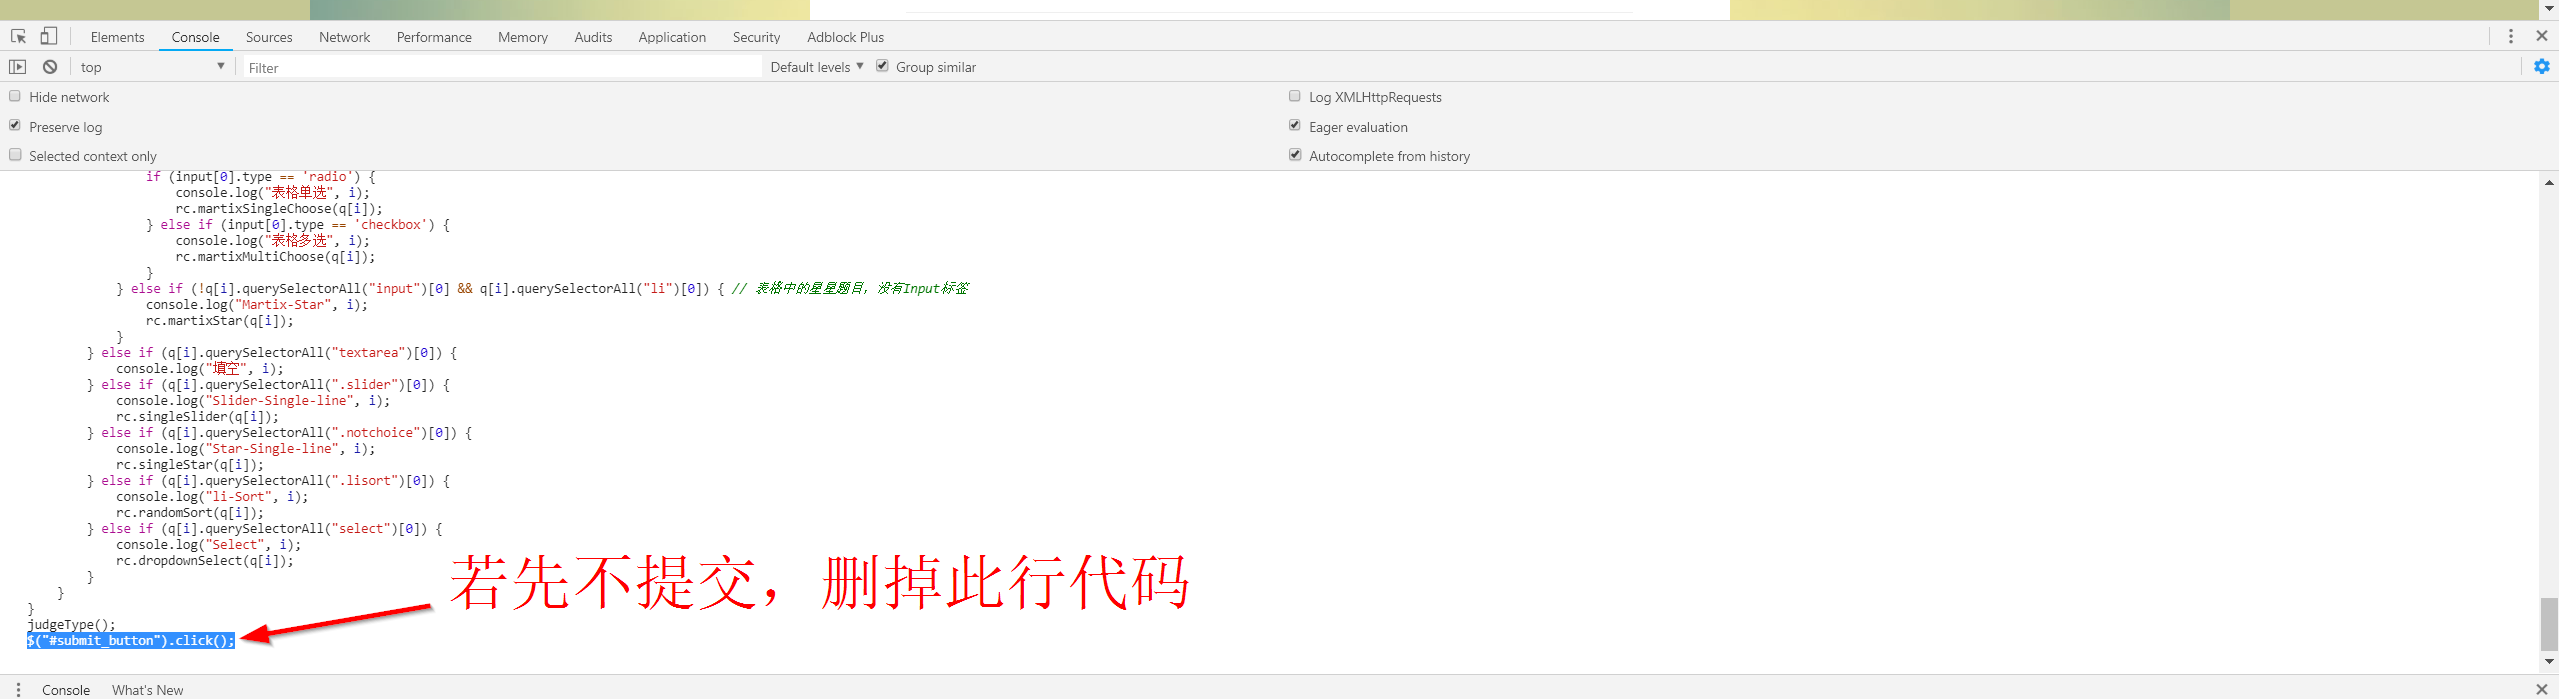 Elements Console Sources Network Performance Memory Audits Application Security Adblock Plus
top Filter Default levels Group similar
Hide network Log XMLHttpRequests
Preserve log Eager evaluation
Selected context only Autocomplete from history
if (input[0].type == 'radio') {
console.log("表格单选", i);
rc.martixSingleChoose(q[i]);
} else if (input[0].type == 'checkbox') {
console.log("表格多选", i);
rc.martixMultiChoose(q[i]);
}
} else if (!q[i].querySelectorAll("input")[0] && q[i].querySelectorAll("li")[0]) { // 表格中的星星题目，没有Input标签
console.log("Martix-Star", i);
rc.martixStar(q[i]);
}
} else if (q[i].querySelectorAll("textarea")[0]) {
console.log("填空", i);
} else if (q[i].querySelectorAll(".slider")[0]) {
console.log("Slider-Single-line", i);
rc.singleSlider(q[i]);
} else if (q[i].querySelectorAll(".notchoice")[0]) {
console.log("Star-Single-line", i);
rc.singleStar(q[i]);
} else if (q[i].querySelectorAll(".lisort")[0]) {
console.log("li-Sort", i);
rc.randomSort(q[i]);
} else if (q[i].querySelectorAll("select")[0]) {
console.log("Select", i);
rc.dropdownSelect(q[i]);
}
}
}
若先不提交，删掉此行代码
judgeType();
$("#submit_button").click();
Console What's New